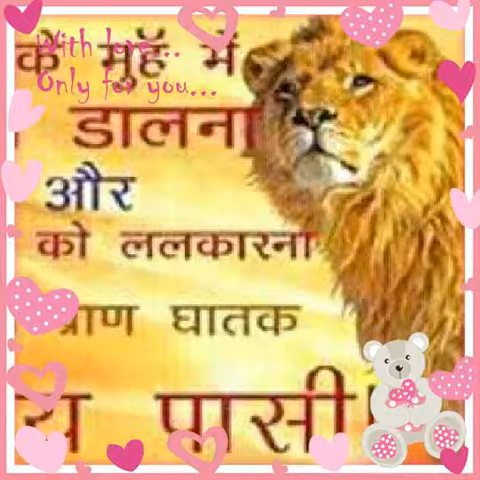 With love...
के मुहॅ में
Only for you...
डालना
और
को ललकारना
प्राण घातक
य पासी!